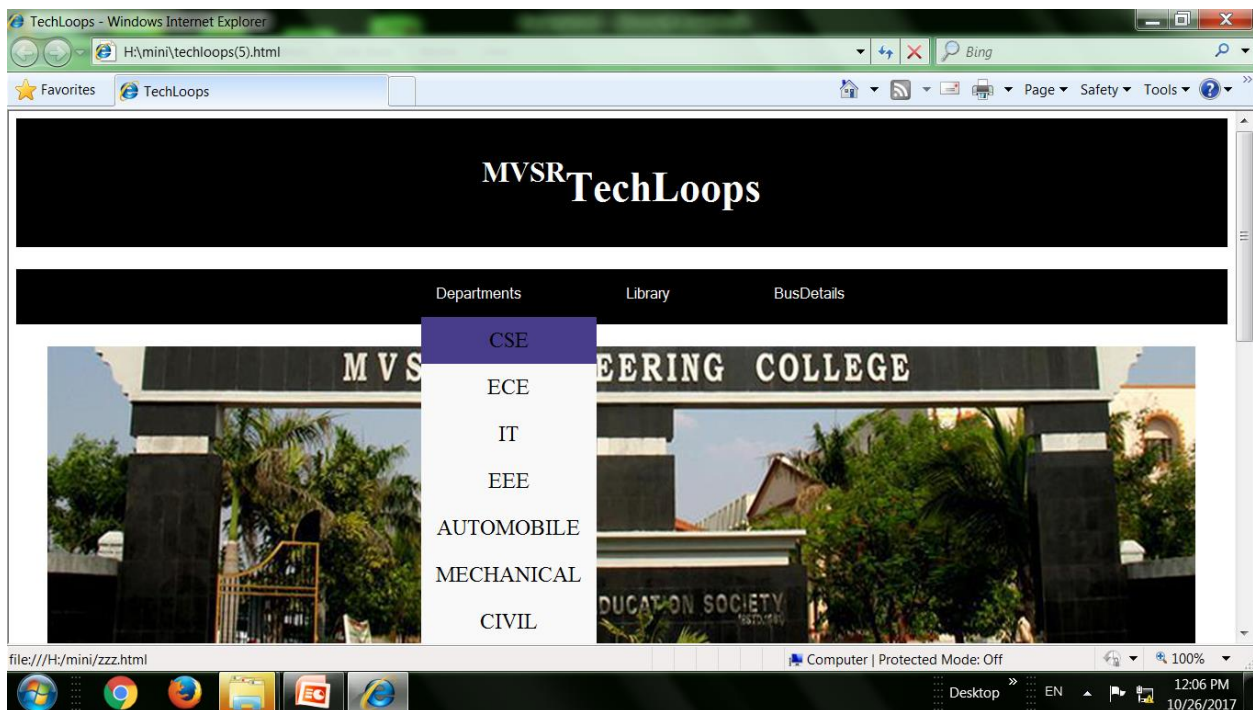 TechLoops - Windows Internet Explorer
H:\mini\techloops(5).html
Bing
Favorites
TechLoops
Page
Safety
Tools
MVSRTechLoops
Departments
Library
BusDetails
CSE
ECE
IT
EEE
AUTOMOBILE
MECHANICAL
CIVIL
M V S
EERING COLLEGE
DUCATION SOCIETY
file:///H:/mini/zzz.html
Computer | Protected Mode: Off
100%
Desktop
EN
12:06 PM
10/26/2017